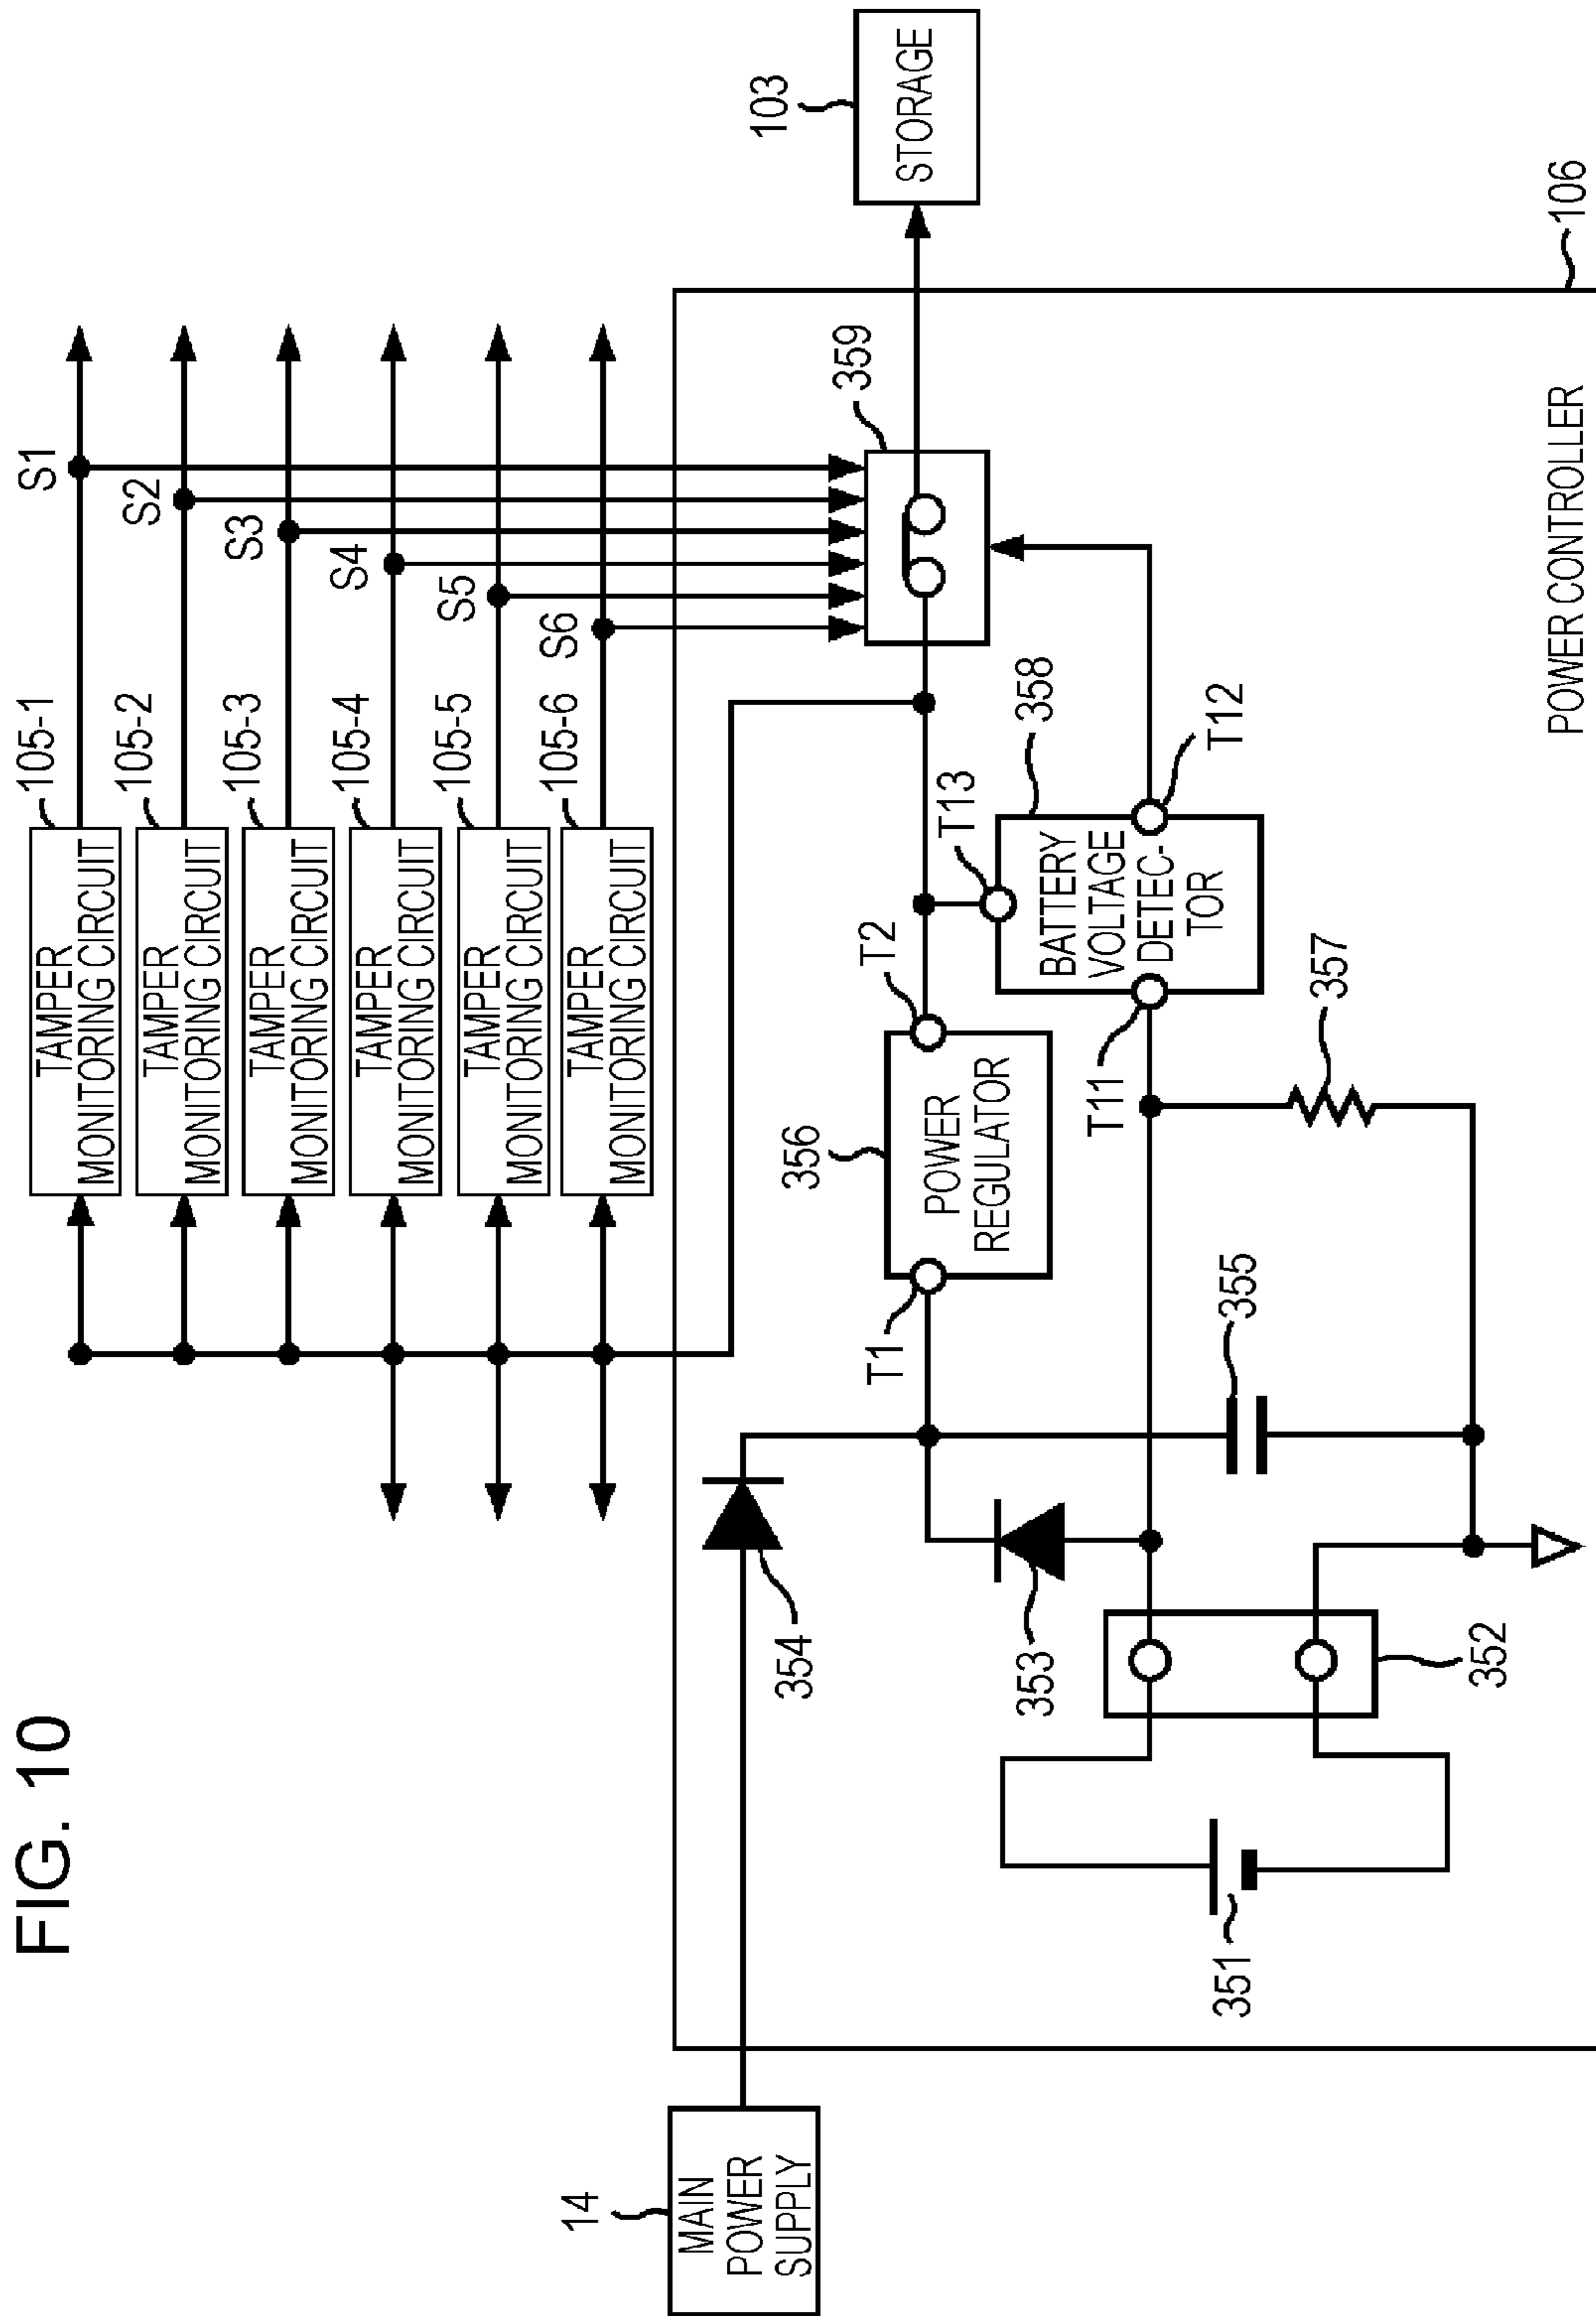 FIG. 10
14
MAIN
POWER
SUPPLY
TAMPER
MONITORING CIRCUIT
105-1
S1
TAMPER
MONITORING CIRCUIT
105-2
S2
TAMPER
MONITORING CIRCUIT
105-3
S3
TAMPER
MONITORING CIRCUIT
105-4
S4
TAMPER
MONITORING CIRCUIT
105-5
S5
TAMPER
MONITORING CIRCUIT
105-6
S6
103
STORAGE
354
T1
356
POWER
REGULATOR
T2
359
353
T13
358
BATTERY
VOLTAGE
DETEC-
TOR
T11
T12
351
352
355
357
POWER CONTROLLER
106